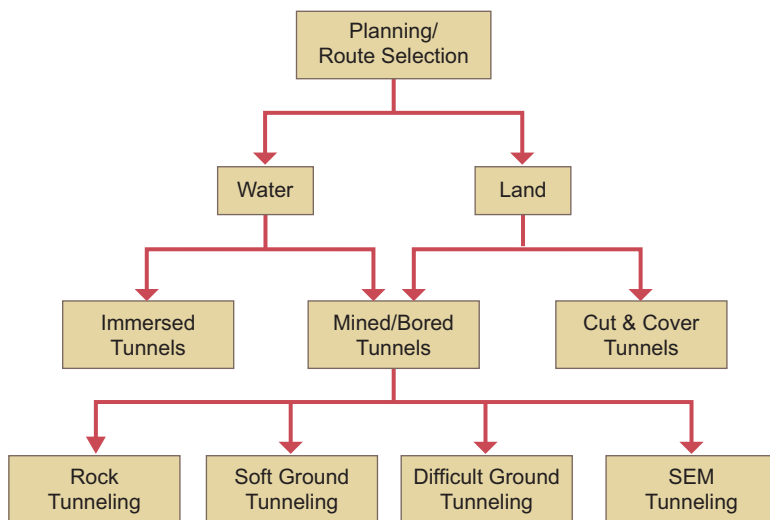 Planning/
Route Selection
Water
Land
Immersed
Tunnels
Mined/Bored
Tunnels
Cut & Cover
Tunnels
Rock
Tunneling
Soft Ground
Tunneling
Difficult Ground
Tunneling
SEM
Tunneling